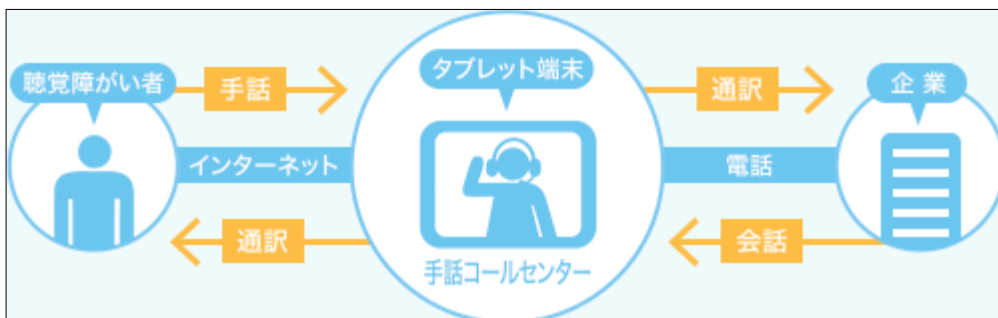 聴覚障がい者
手話
タブレット端末
通訳
企業
インターネット
電話
通訳
会話
手話コールセンター